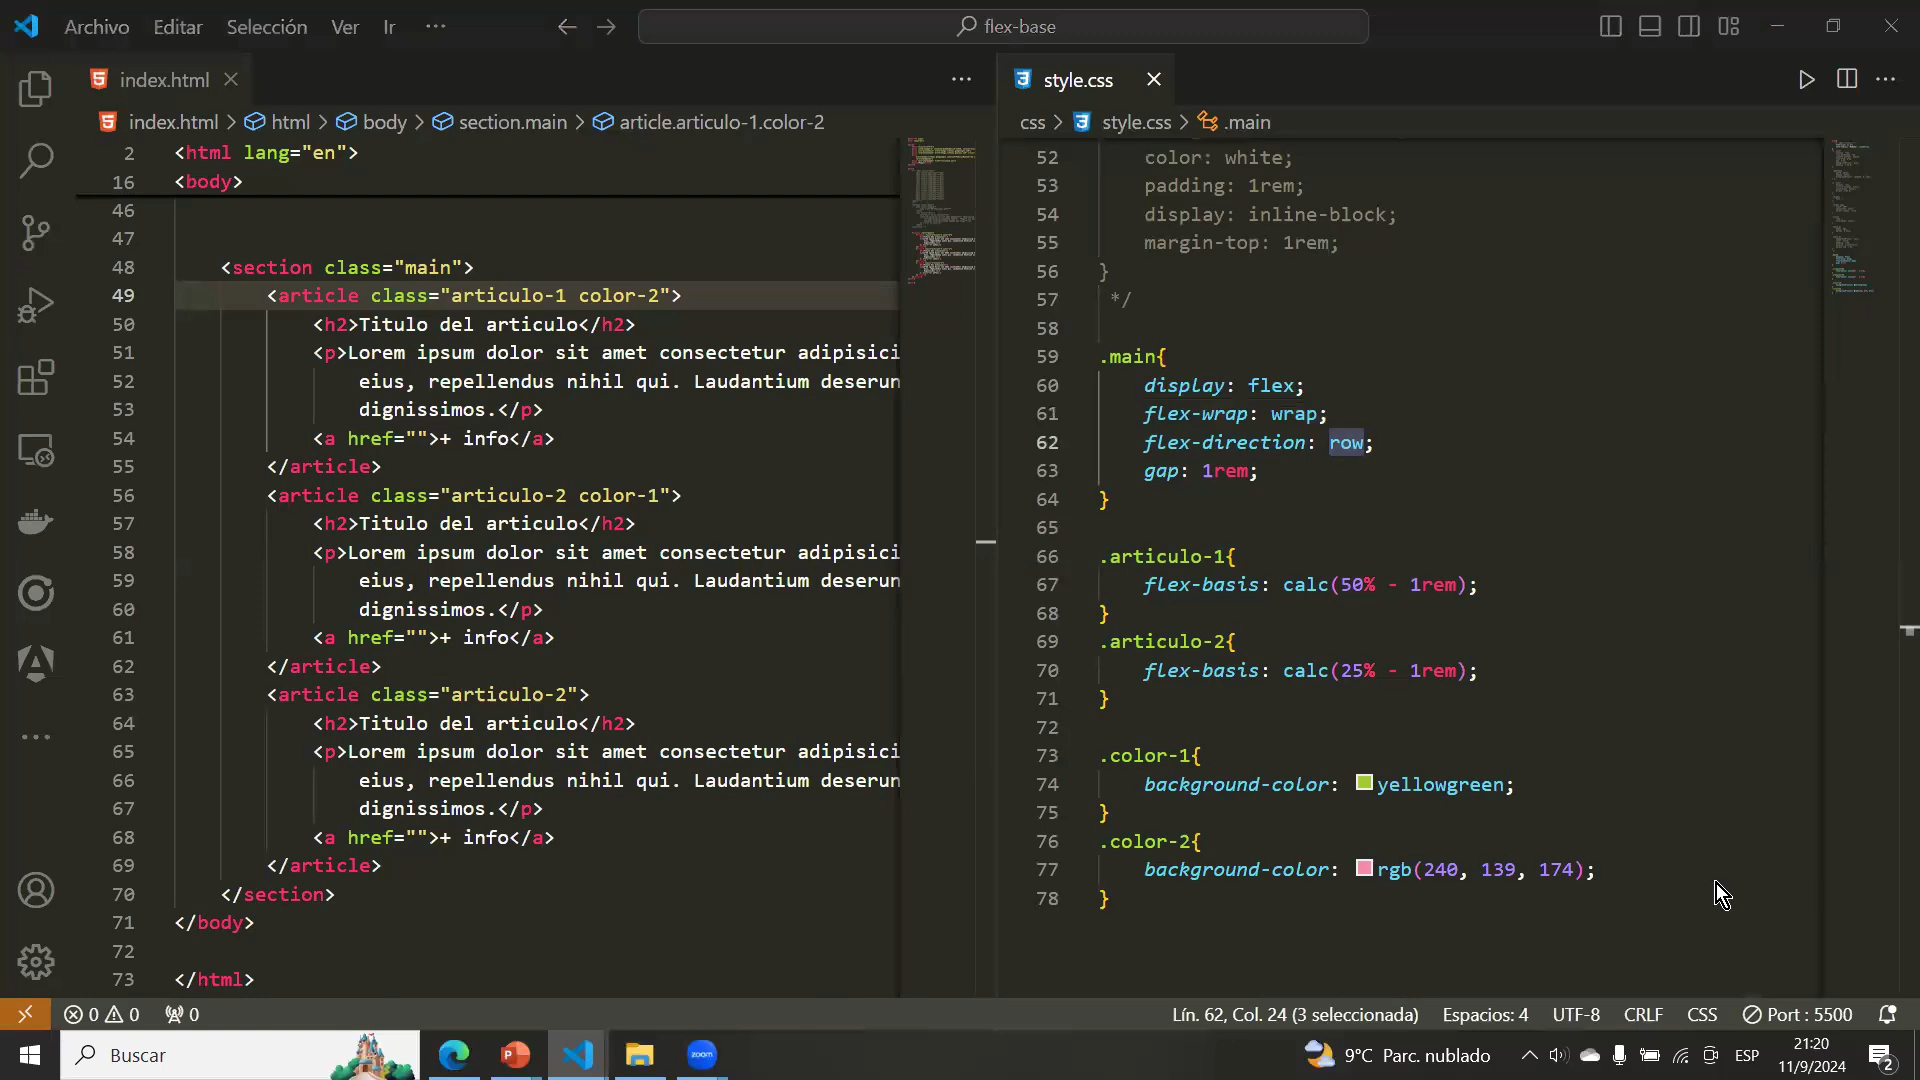 Archivo Editar Selección Ver Ir ···
flex-base
index.html
style.css
index.html > html > body > section.main > article.articulo-1.color-2
css > style.css > .main
2 <html lang="en">
16 <body>
46
47
48 <section class="main">
49 <article class="articulo-1 color-2">
50 <h2>Titulo del articulo</h2>
51 <p>Lorem ipsum dolor sit amet consectetur adipisici
52 eius, repellendus nihil qui. Laudantium deserun
53 dignissimos.</p>
54 <a href="">+ info</a>
55 </article>
56 <article class="articulo-2 color-1">
57 <h2>Titulo del articulo</h2>
58 <p>Lorem ipsum dolor sit amet consectetur adipisici
59 eius, repellendus nihil qui. Laudantium deserun
60 dignissimos.</p>
61 <a href="">+ info</a>
62 </article>
63 <article class="articulo-2">
64 <h2>Titulo del articulo</h2>
65 <p>Lorem ipsum dolor sit amet consectetur adipisici
66 eius, repellendus nihil qui. Laudantium deserun
67 dignissimos.</p>
68 <a href="">+ info</a>
69 </article>
70 </section>
71 </body>
72
73 </html>
52 color: white;
53 padding: 1rem;
54 display: inline-block;
55 margin-top: 1rem;
56 }
57 */
58
59 .main{
60 display: flex;
61 flex-wrap: wrap;
62 flex-direction: row;
63 gap: 1rem;
64 }
65
66 .articulo-1{
67 flex-basis: calc(50% - 1rem);
68 }
69 .articulo-2{
70 flex-basis: calc(25% - 1rem);
71 }
72
73 .color-1{
74 background-color: yellowgreen;
75 }
76 .color-2{
77 background-color: rgb(240, 139, 174);
78 }
0 0 0
Lín. 62, Col. 24 (3 seleccionada) Espacios: 4 UTF-8 CRLF CSS Port : 5500
Buscar
zoom
9°C Parc. nublado
ESP
21:20
11/9/2024
2